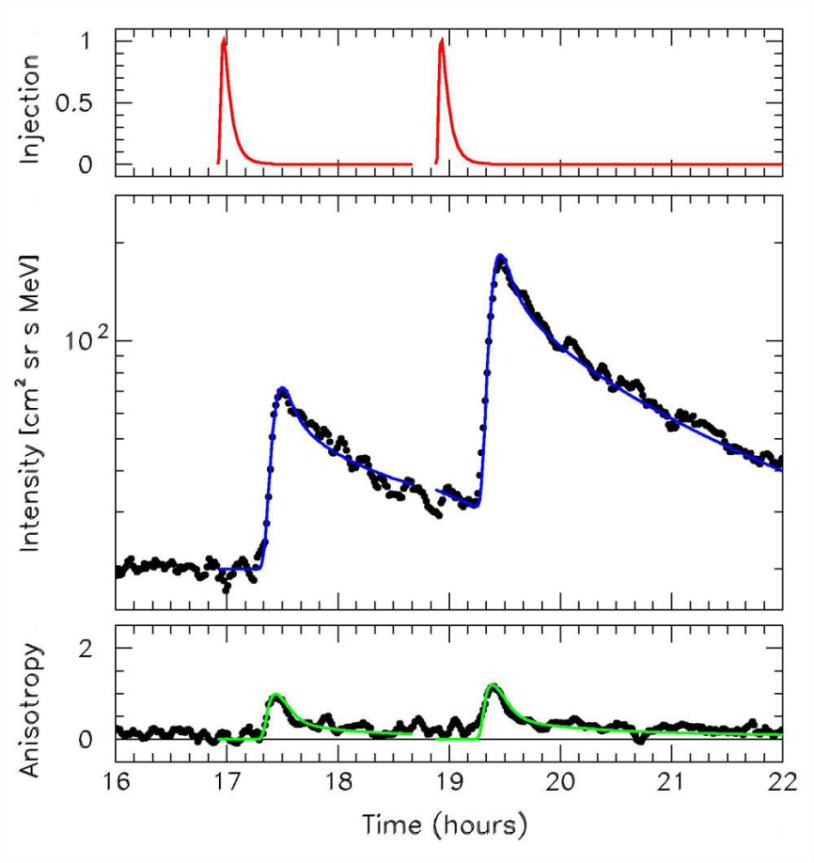 Injection
1
0.5
0
Intensity [cm² sr s MeV]
10²
Anisotropy
2
1
0
16 17 18 19 20 21 22
Time (hours)